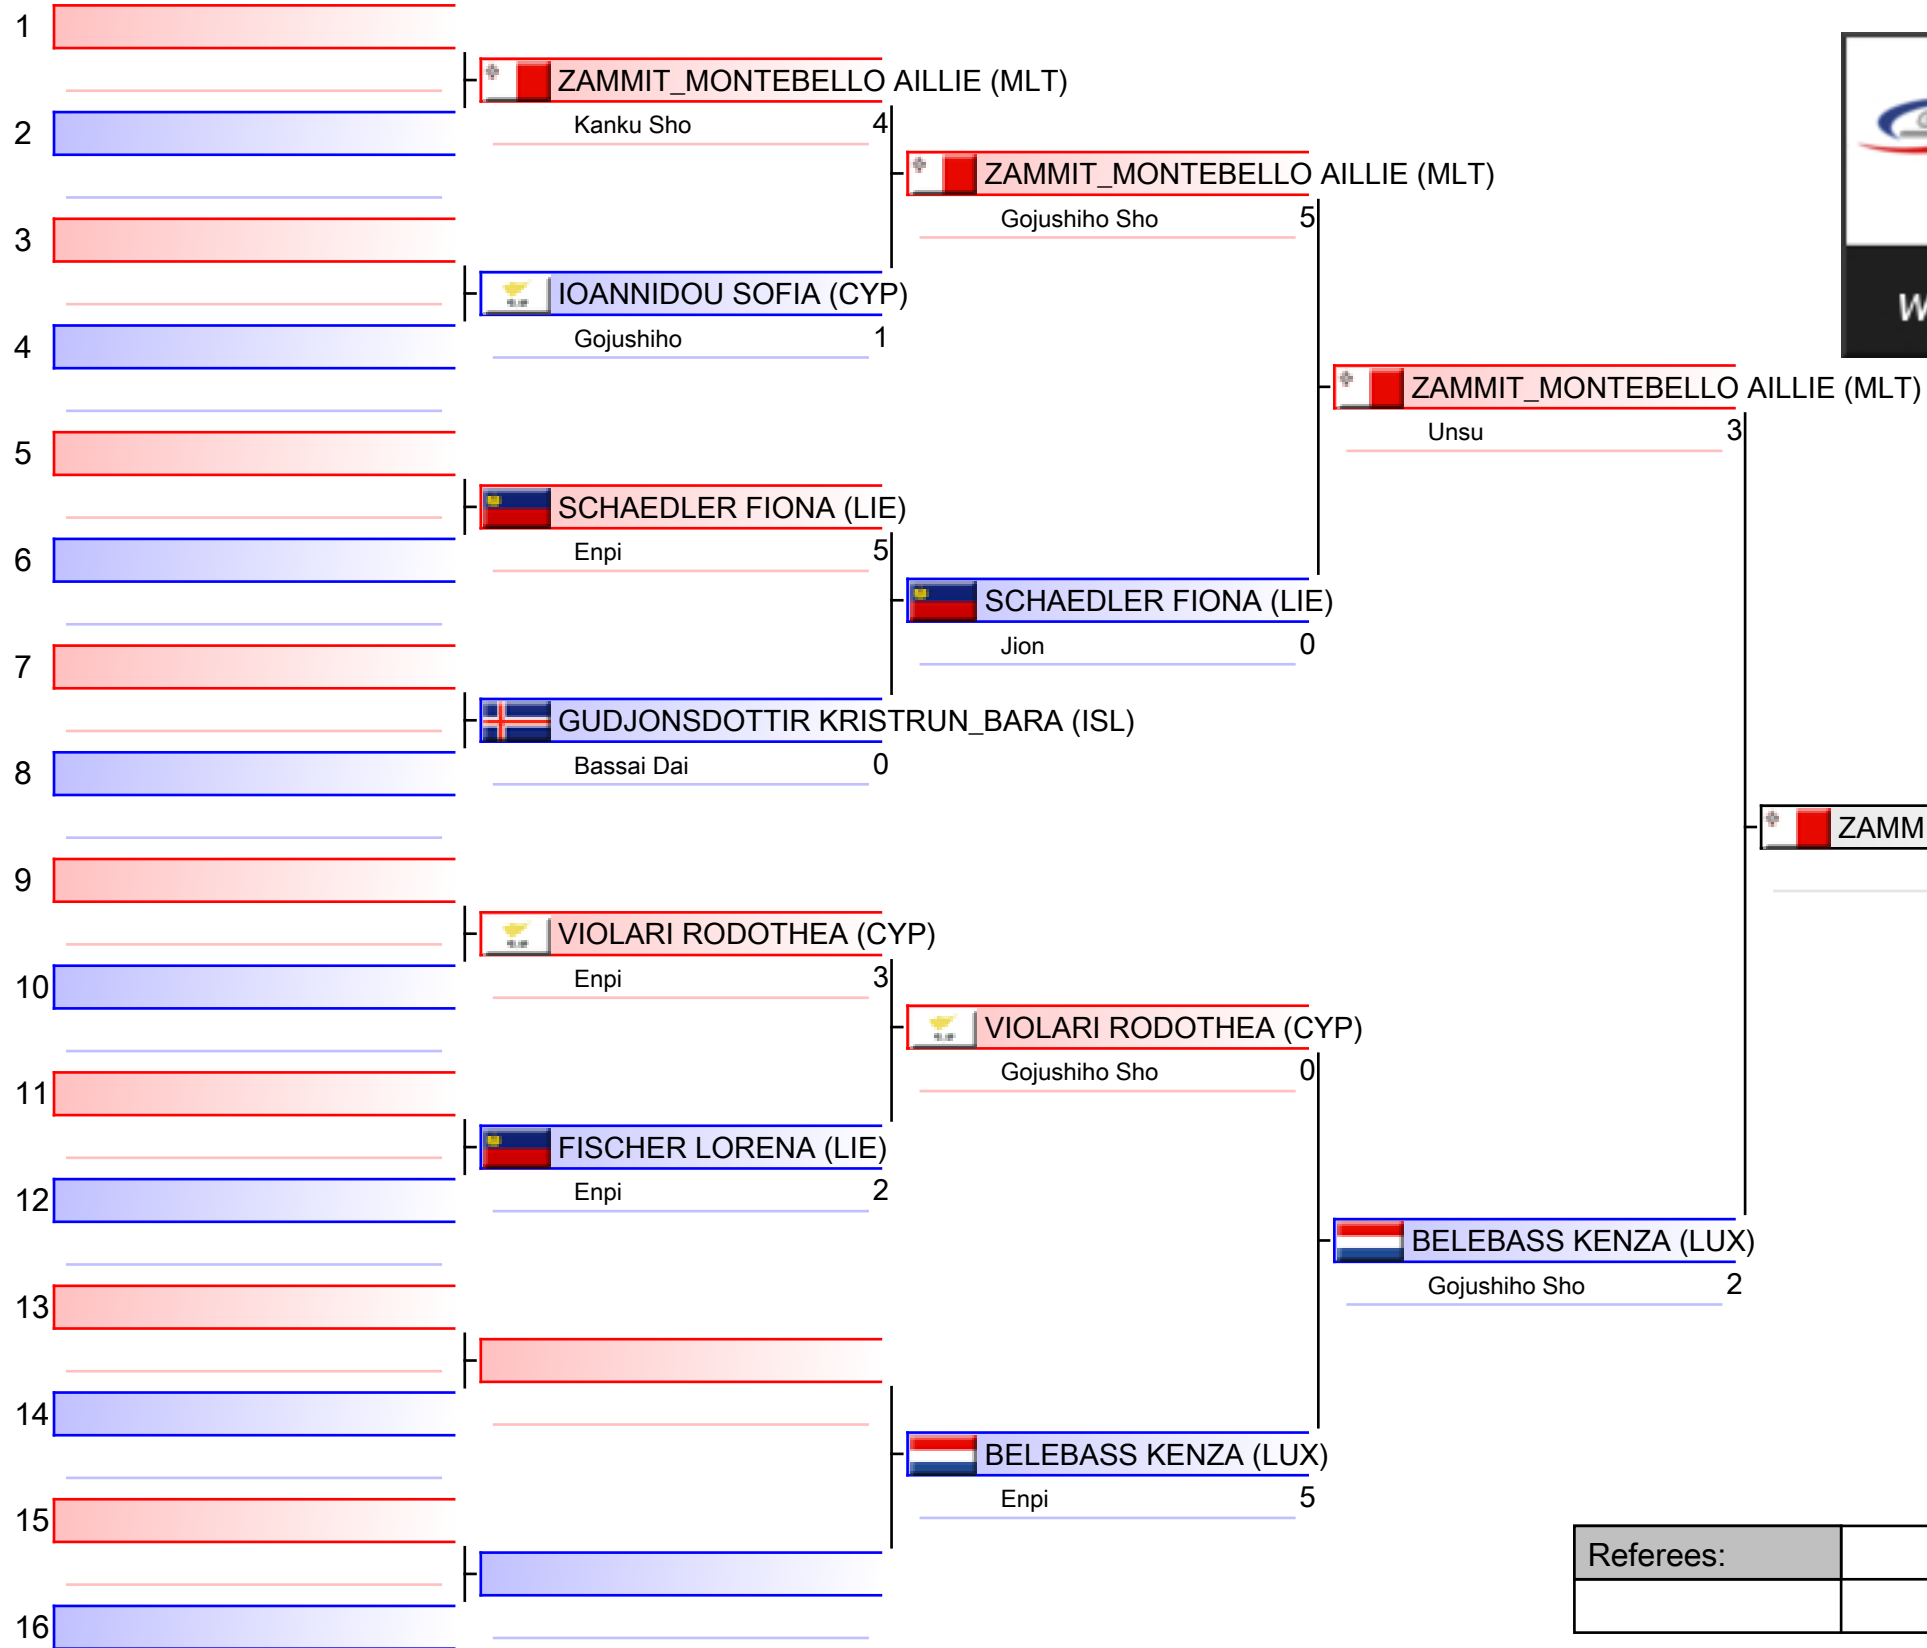 1
ZAMMIT_MONTEBELLO AILLIE (MLT)
Kanku Sho 4
2
ZAMMIT_MONTEBELLO AILLIE (MLT)
Gojushiho Sho 5
3
IOANNIDOU SOFIA (CYP)
Gojushiho 1
4
ZAMMIT_MONTEBELLO AILLIE (MLT)
Unsu 3
5
SCHAEDLER FIONA (LIE)
Enpi 5
6
SCHAEDLER FIONA (LIE)
Jion 0
7
GUDJONSDOTTIR KRISTRUN_BARA (ISL)
Bassai Dai 0
8
ZAMM
9
VIOLARI RODOTHEA (CYP)
Enpi 3
10
VIOLARI RODOTHEA (CYP)
Gojushiho Sho 0
11
FISCHER LORENA (LIE)
Enpi 2
12
BELEBASS KENZA (LUX)
Gojushiho Sho 2
13
14
BELEBASS KENZA (LUX)
Enpi 5
15
Referees:
16